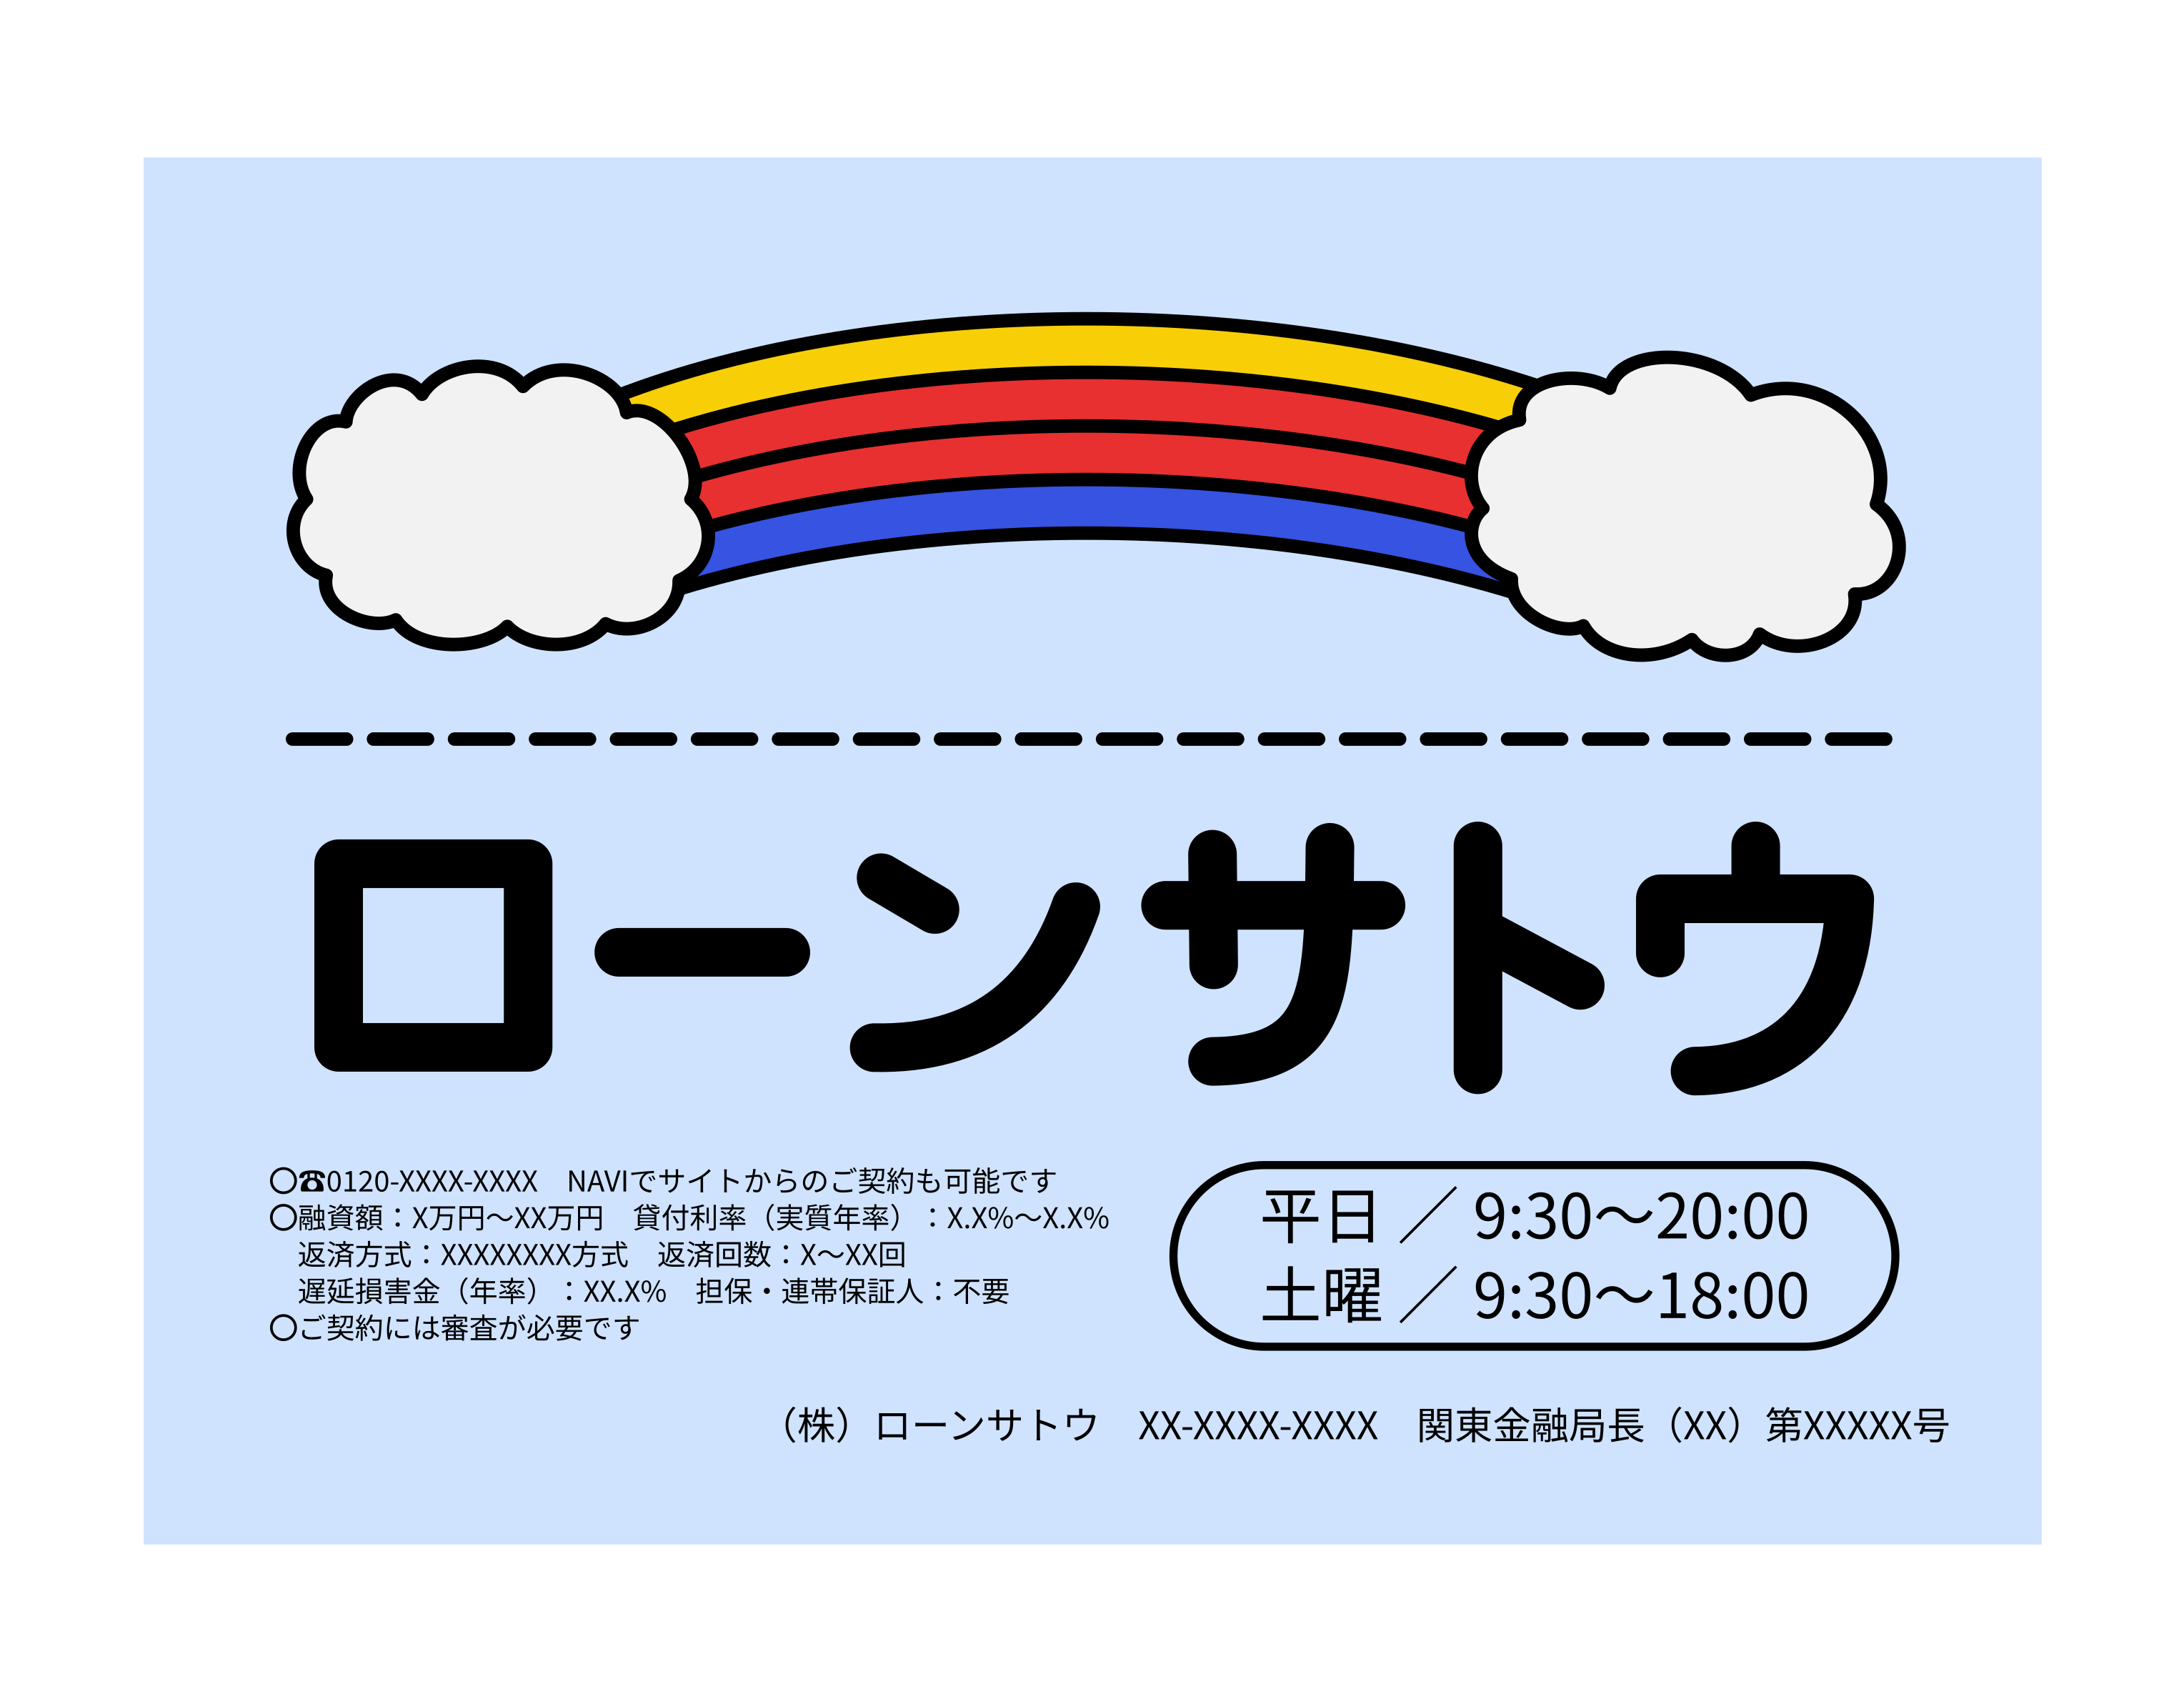 ローンサトウ
○☎0120-XXXX-XXXX　NAVIでサイトからのご契約も可能です
○融資額：X万円～XX万円　貸付利率（実質年率）：X.X%～X.X%
返済方式：XXXXXXXX方式　返済回数：X～XX回
遅延損害金（年率）：XX.X%　担保・連帯保証人：不要
○ご契約には審査が必要です
平日／9:30～20:00
土曜／9:30～18:00
（株）ローンサトウ　XX-XXXX-XXXX　関東金融局長（XX）第XXXXX号